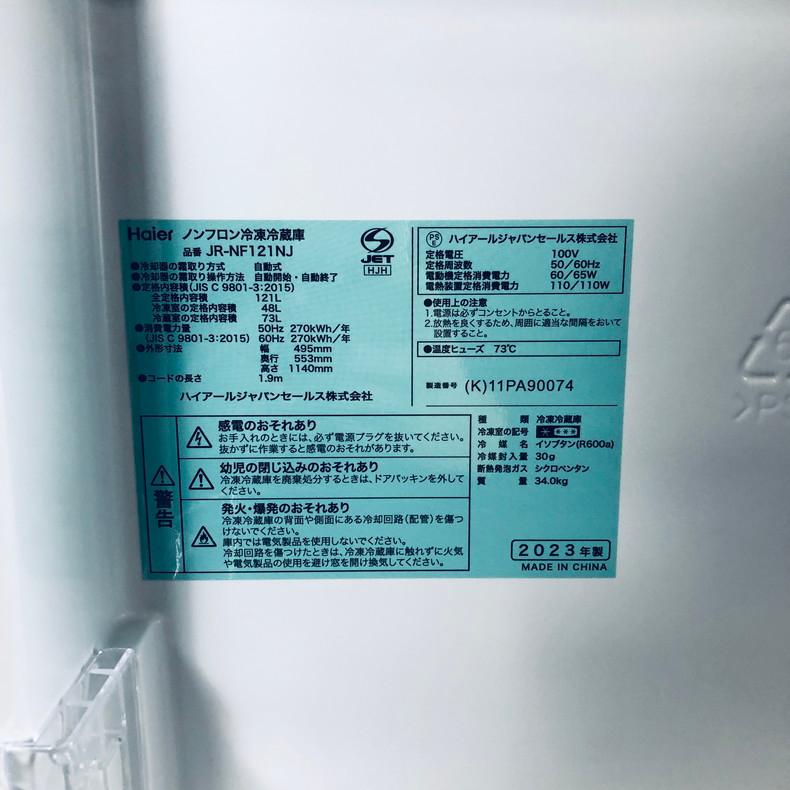 Haier ノンフロン冷凍冷蔵庫
品番 JR-NF121NJ
JET
HJH
●冷却器の霜取り方式 自動式
●冷却器の霜取り操作方法 自動開始・自動終了
●定格内容積(JIS C 9801-3:2015)
全定格内容積 121L
冷凍室の定格内容積 48L
冷蔵室の定格内容積 73L
●消費電力量 50Hz 270kWh/年
(JIS C 9801-3:2015) 60Hz 270kWh/年
●外形寸法 幅 495mm
奥行 553mm
高さ 1140mm
●コードの長さ 1.9m
ハイアールジャパンセールス株式会社
PS
E
ハイアールジャパンセールス株式会社
定格電圧 100V
定格周波数 50/60Hz
電動機定格消費電力 60/65W
電熱装置定格消費電力 110/110W
●使用上の注意
1.電源は必ずコンセントからとること。
2.放熱を良くするため、周囲に適当な間隔をおいて
設置すること。
●温度ヒューズ 73℃
製造番号 (K)11PA90074
警告
感電のおそれあり
お手入れのときには、必ず電源プラグを抜いてください。
抜かずに作業すると感電のおそれがあります。
幼児の閉じ込みのおそれあり
冷凍冷蔵庫を廃棄処分するときは、ドアパッキンを外して
ください。
発火・爆発のおそれあり
冷凍冷蔵庫の背面や側面にある冷却回路(配管)を傷つ
けないでください。
庫内では電気製品を使用しないでください。
冷却回路を傷つけたときは、冷凍冷蔵庫に触れずに火気
や電気製品の使用を避け窓を開け換気してください。
種類 冷凍冷蔵庫
冷凍室の記号 ****
冷媒名 イソブタン(R600a)
冷媒封入量 30g
断熱発泡ガス シクロペンタン
質量 34.0kg
2023年製
MADE IN CHINA